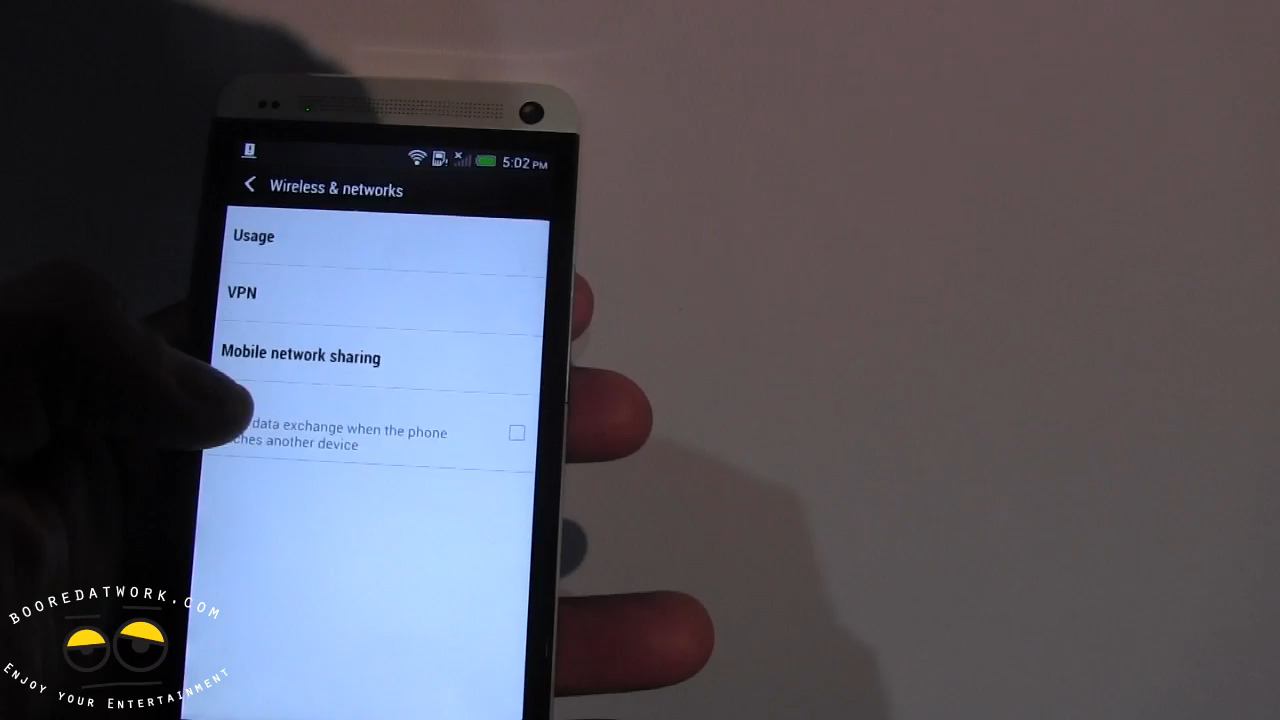 5:02 PM
Wireless & networks
Usage
VPN
Mobile network sharing
data exchange when the phone
another device
BOOREDATWORK.COM
ENJOY YOUR ENTERTAINMENT